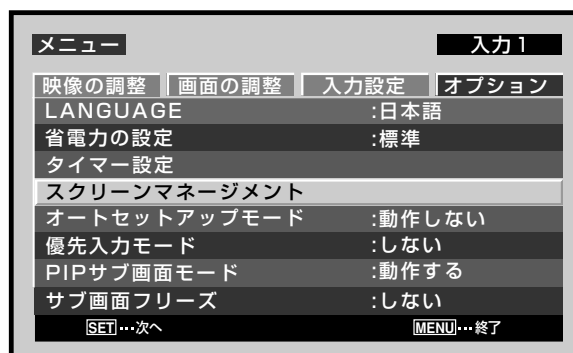 メニュー 入力1
映像の調整 画面の調整 入力設定 オプション
LANGUAGE :日本語
省電力の設定 :標準
タイマー設定
スクリーンマネージメント
オートセットアップモード :動作しない
優先入力モード :しない
PIPサブ画面モード :動作する
サブ画面フリーズ :しない
SET…次へ MENU…終了